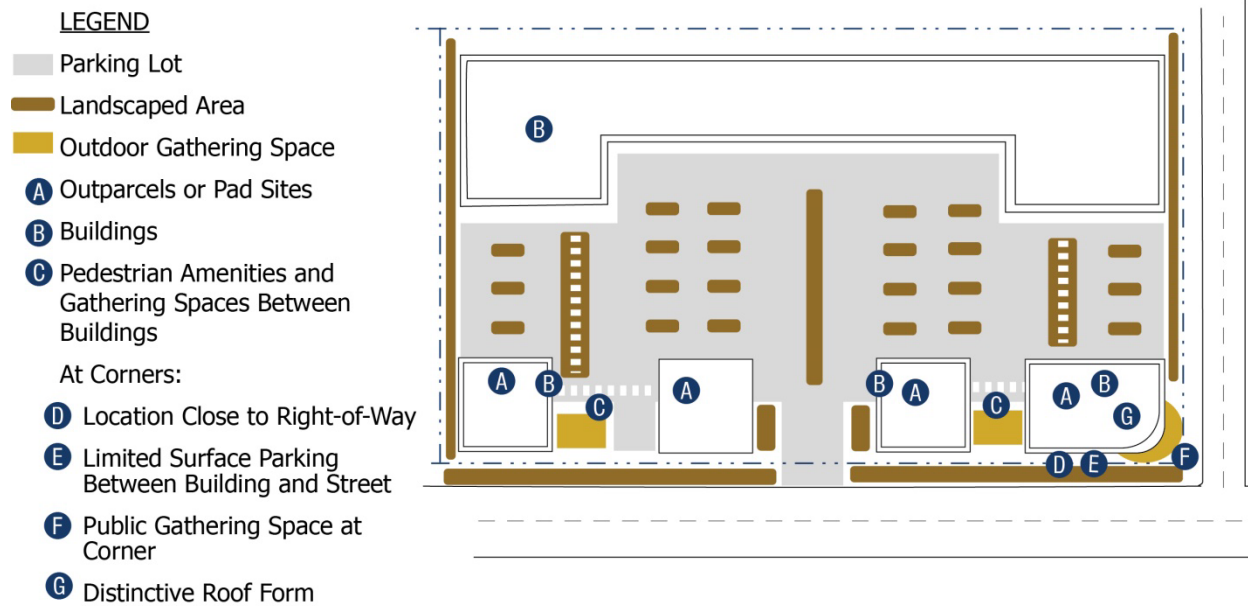 LEGEND
Parking Lot
Landscaped Area
Outdoor Gathering Space
A Outparcels or Pad Sites
B Buildings
C Pedestrian Amenities and
Gathering Spaces Between
Buildings
At Corners:
D Location Close to Right-of-Way
E Limited Surface Parking
Between Building and Street
F Public Gathering Space at
Corner
G Distinctive Roof Form
B
A
B
C
A
B
A
C
A
B
G
D
E
F